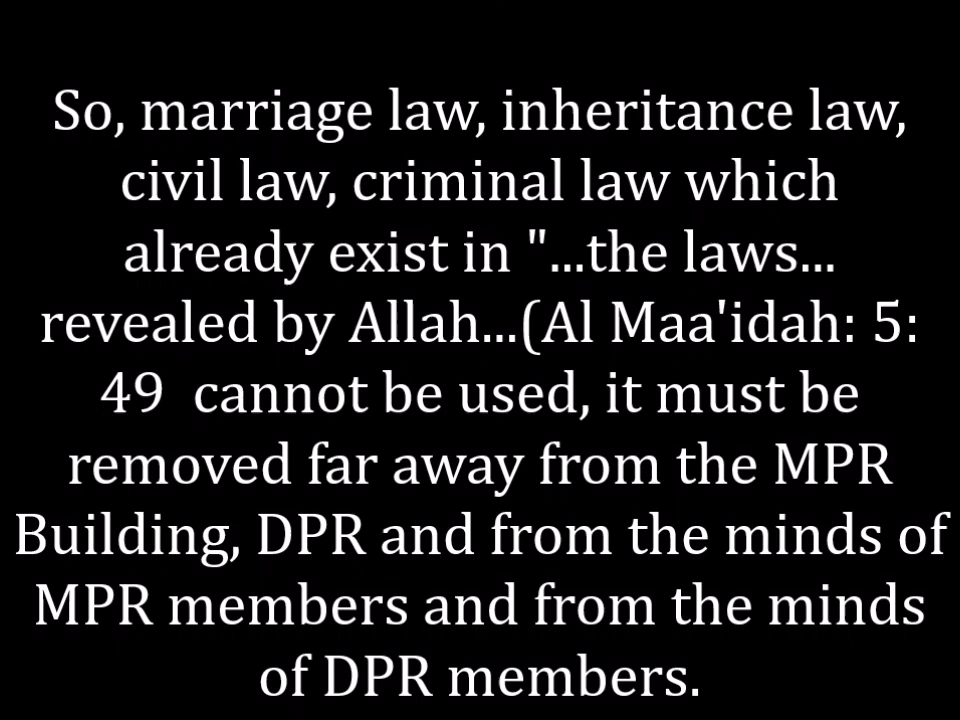 So, marriage law, inheritance law,
civil law, criminal law which
already exist in "...the laws...
revealed by Allah...(Al Maa'idah: 5:
49  cannot be used, it must be
removed far away from the MPR
Building, DPR and from the minds of
MPR members and from the minds
of DPR members.